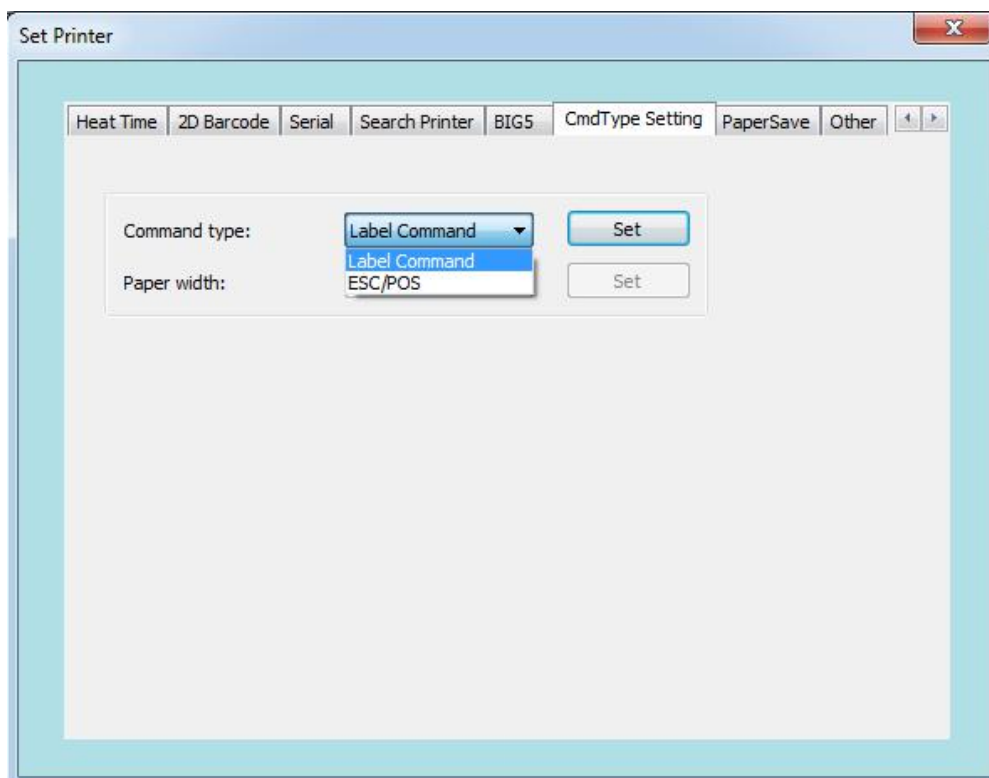 Set Printer
Heat Time 2D Barcode Serial Search Printer BIG5 CmdType Setting PaperSave Other
Command type: Label Command Set
Label Command
ESC/POS
Paper width: Set